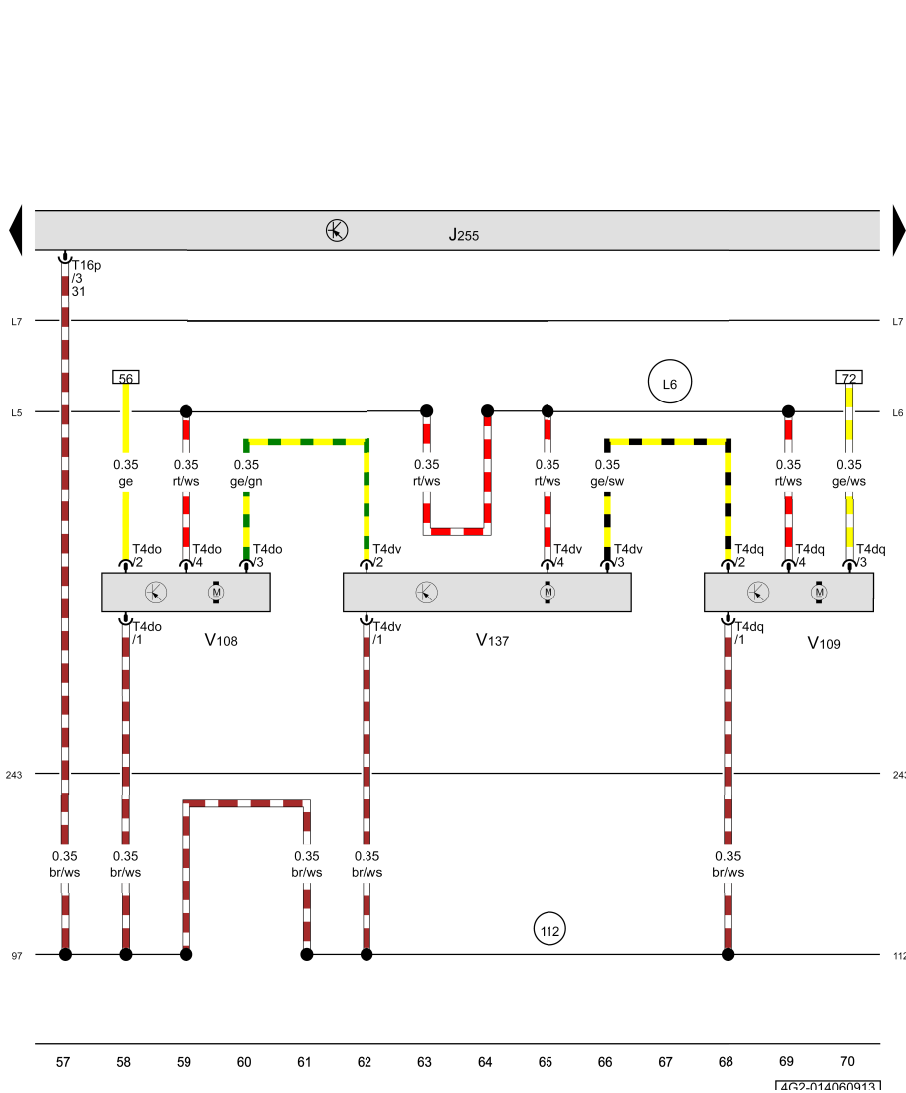 J255
T16p
/3
31
L7 L7
56 72
L6
L5 L6
0.35 0.35 0.35 0.35 0.35 0.35 0.35 0.35
ge rt/ws ge/gn rt/ws rt/ws ge/sw rt/ws ge/ws
T4do T4do T4do T4dv T4dv T4dv T4dq T4dq T4dq
/2 /4 /3 /2 /4 /3 /2 /4 /3
M M M
T4do T4dv T4dq
/1 /1 /1
V108 V137 V109
243 243
0.35 0.35 0.35 0.35 0.35
br/ws br/ws br/ws br/ws br/ws
112
97 112
57 58 59 60 61 62 63 64 65 66 67 68 69 70
4G2-014060913